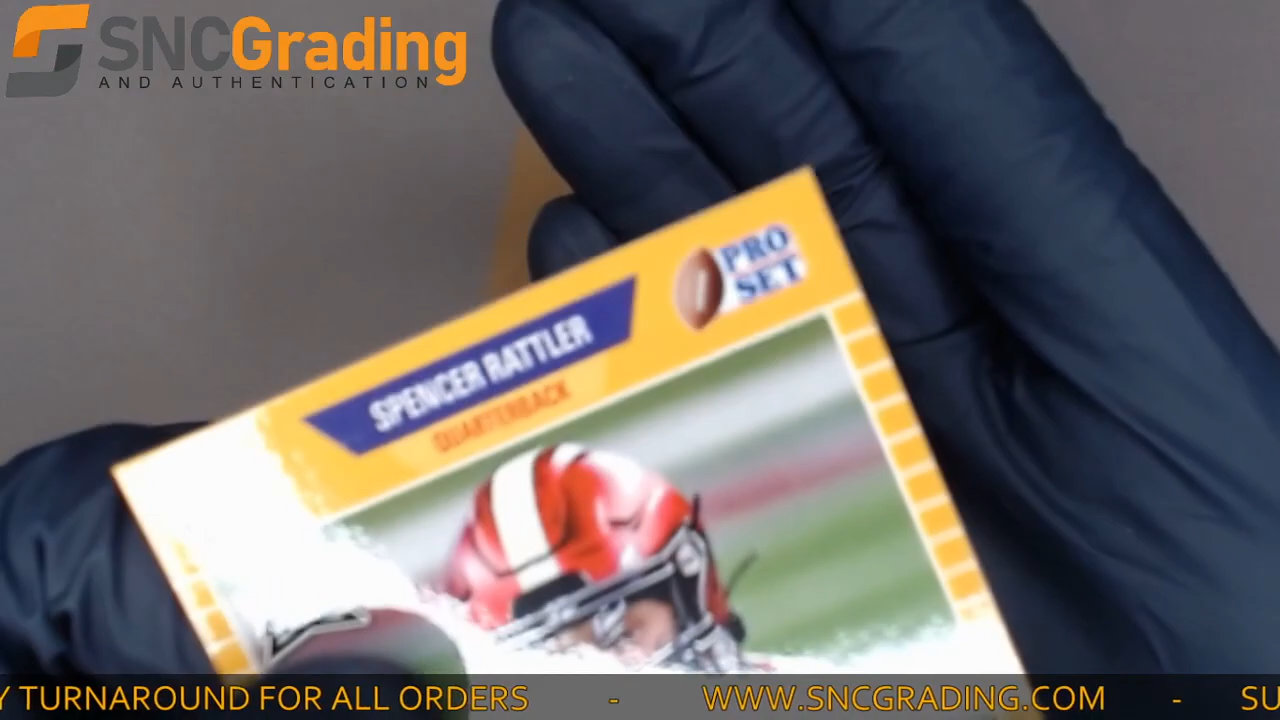 SNCGrading
AND AUTHENTICATION
PRO
SET
SPENCER RATTLER
QUARTERBACK
Y TURNAROUND FOR ALL ORDERS - WWW.SNCGRADING.COM - SU